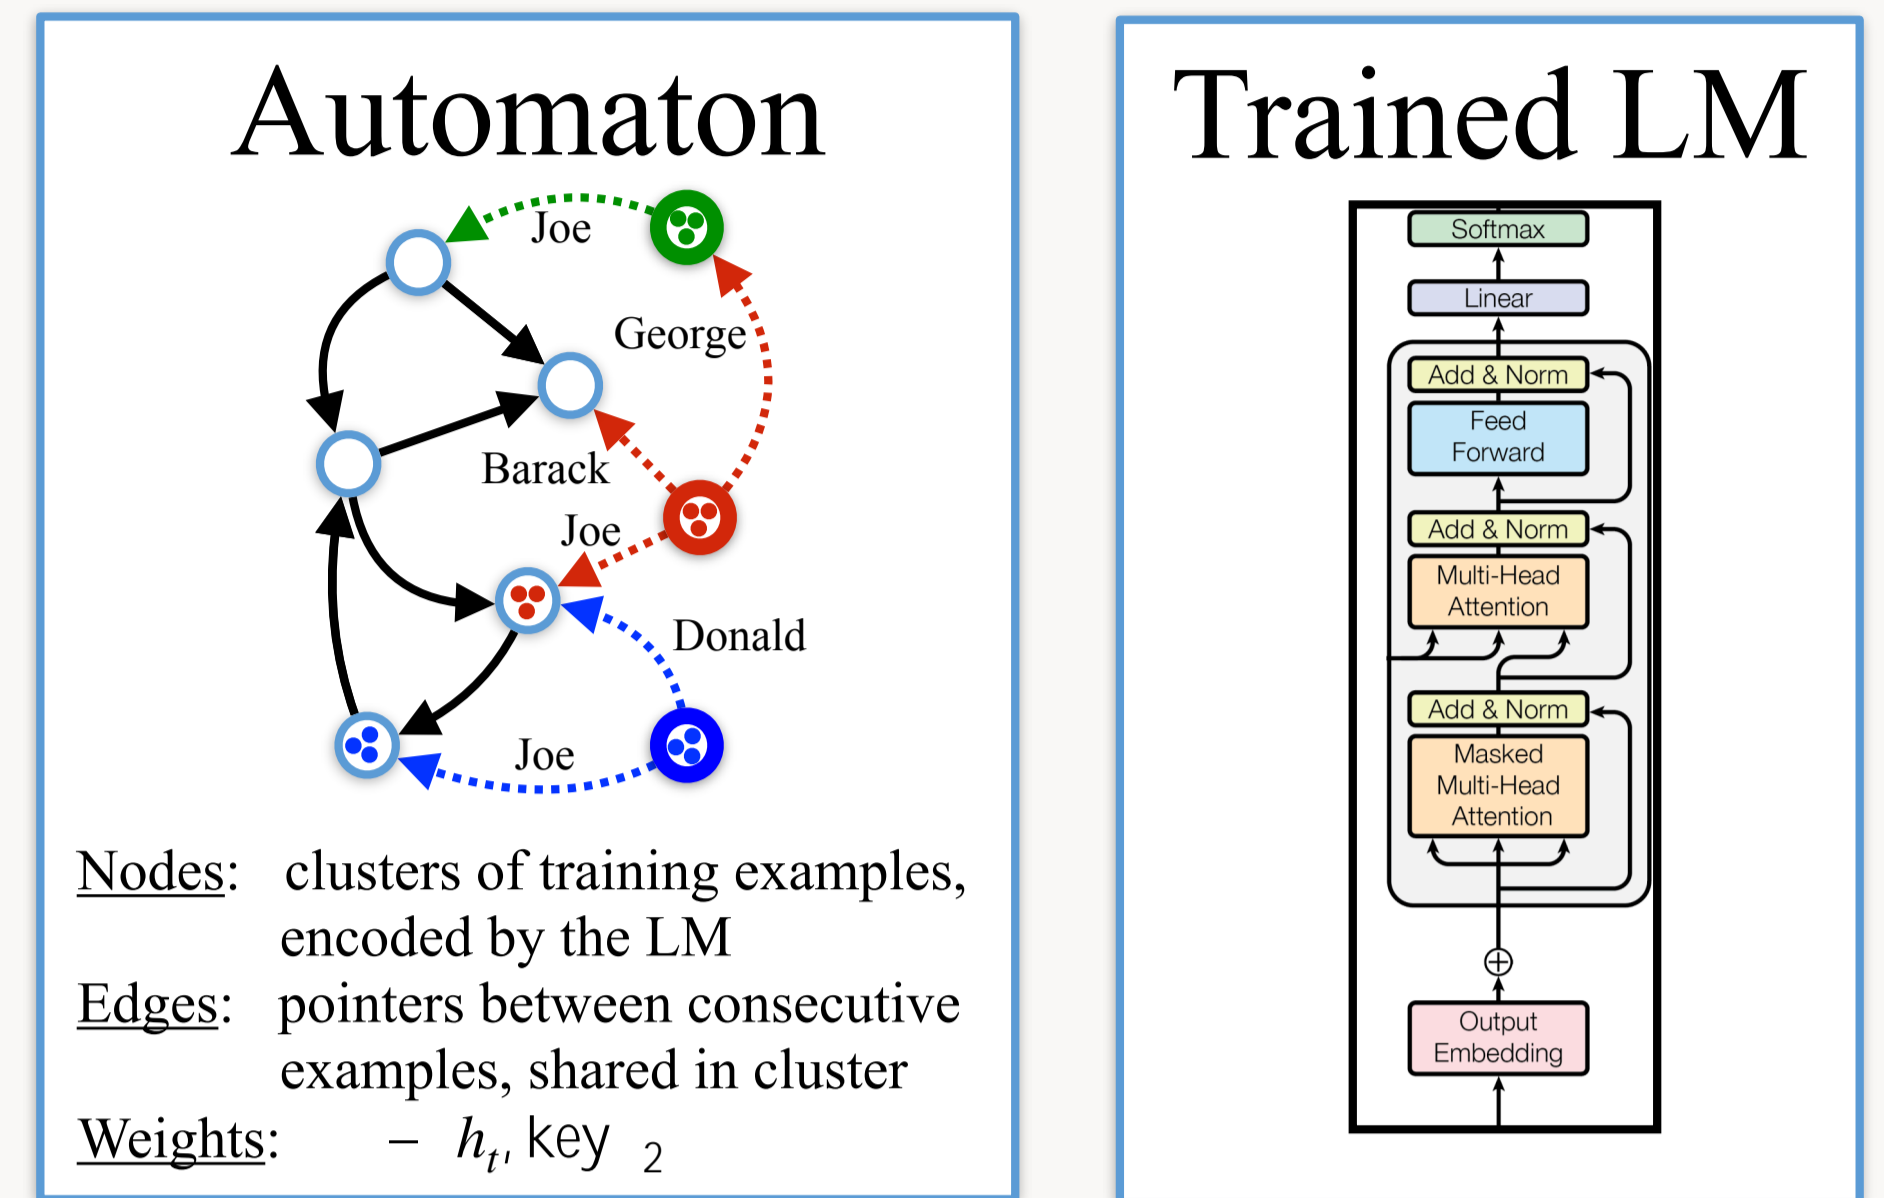 Automaton
Joe
George
Barack
Joe
Donald
Joe
Nodes: clusters of training examples,
encoded by the LM
Edges: pointers between consecutive
examples, shared in cluster
Weights: − hₜ, key ₂
Trained LM
Softmax
Linear
Add & Norm
Feed
Forward
Add & Norm
Multi-Head
Attention
Add & Norm
Masked
Multi-Head
Attention
Output
Embedding